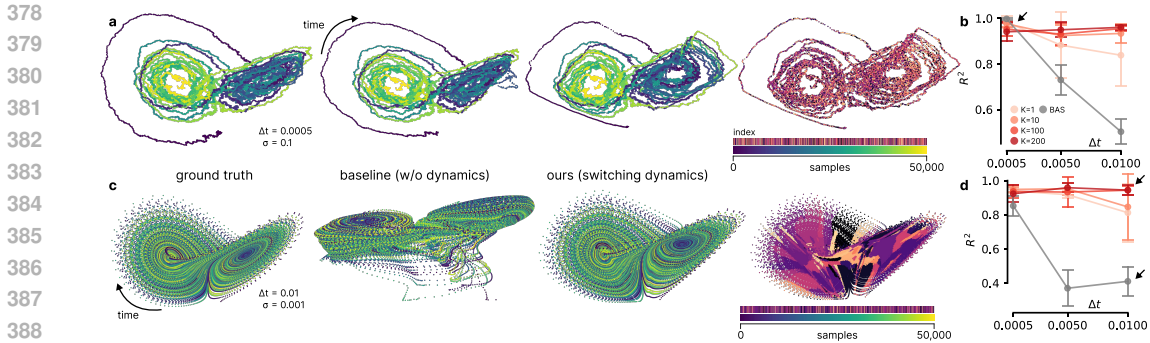 378
379
380
381
382
383
384
385
386
387
388
a
time
Δt = 0.0005
σ = 0.1
index
samples
50,000
b
1.0
0.8
0.6
R²
K=1
BAS
K=10
K=100
K=200
Δt
0.0005
0.0050
0.0100
c
ground truth
baseline (w/o dynamics)
ours (switching dynamics)
time
Δt = 0.01
σ = 0.001
0
samples
50,000
d
1.0
0.8
0.6
0.4
R²
Δt
0.0005
0.0050
0.0100